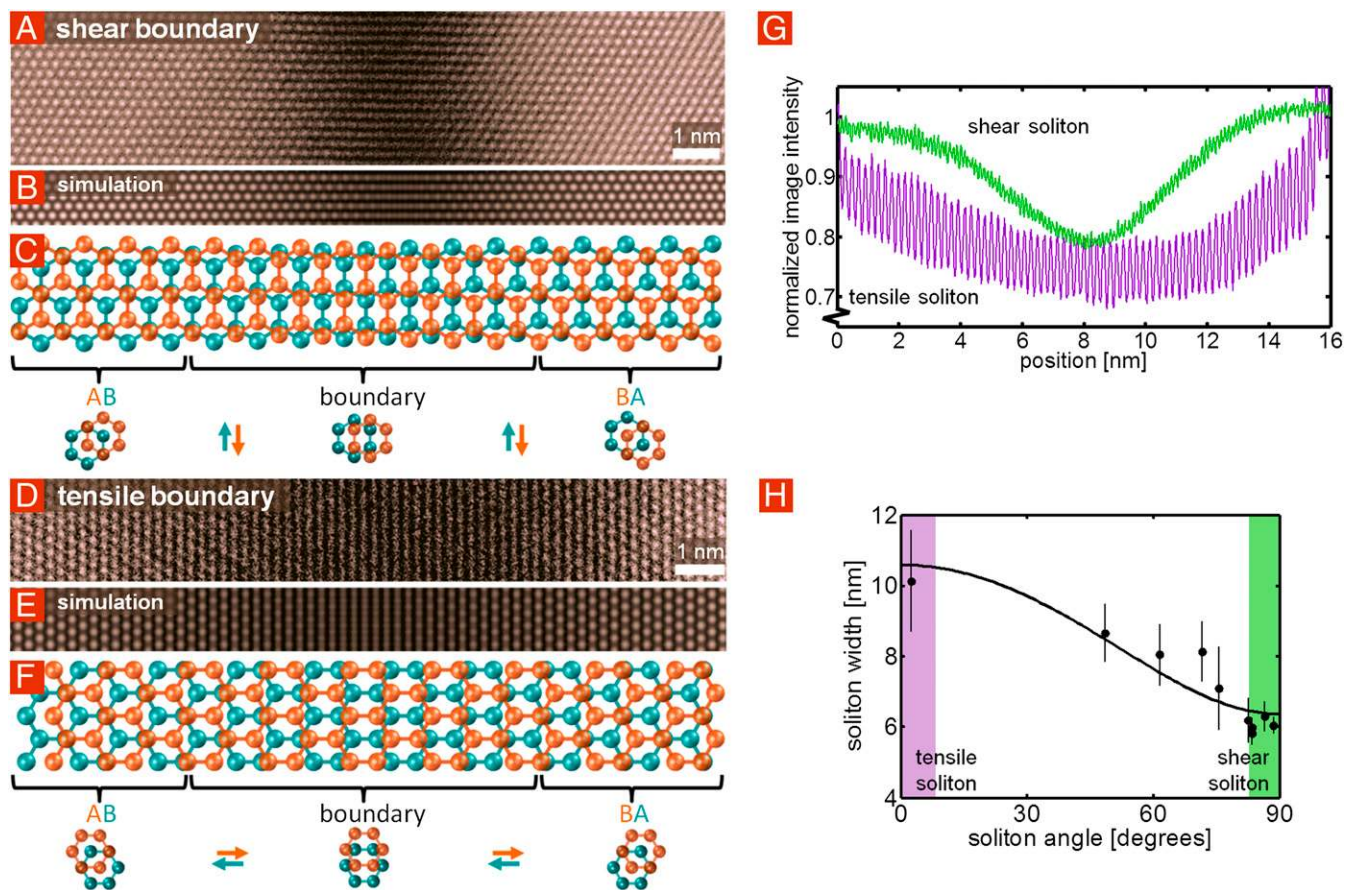 A shear boundary
1 nm
B simulation
C
AB
boundary
BA
D tensile boundary
1 nm
E simulation
F
AB
boundary
BA
G
normalized image intensity
1
0.9
0.8
0.7
shear soliton
tensile soliton
0 2 4 6 8 10 12 14 16
position [nm]
H
soliton width [nm]
12
10
8
6
4
tensile
soliton
shear
soliton
0 30 60 90
soliton angle [degrees]